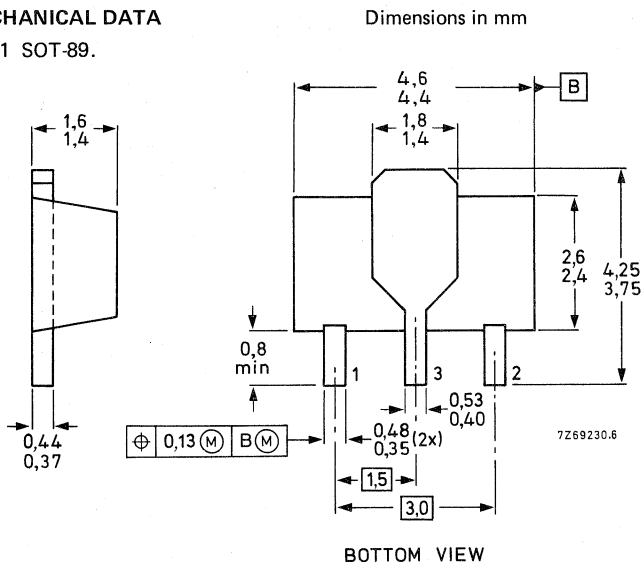 CHANICAL DATA
Dimensions in mm
1 SOT-89.
4,6
4,4
B
1,6
1,4
1,8
1,4
2,6
2,4
4,25
3,75
0,8
min
1
3
2
0,53
0,40
0,44
0,37
0,13 M B M
0,48
0,35 (2x)
7Z69230.6
1,5
3,0
BOTTOM VIEW